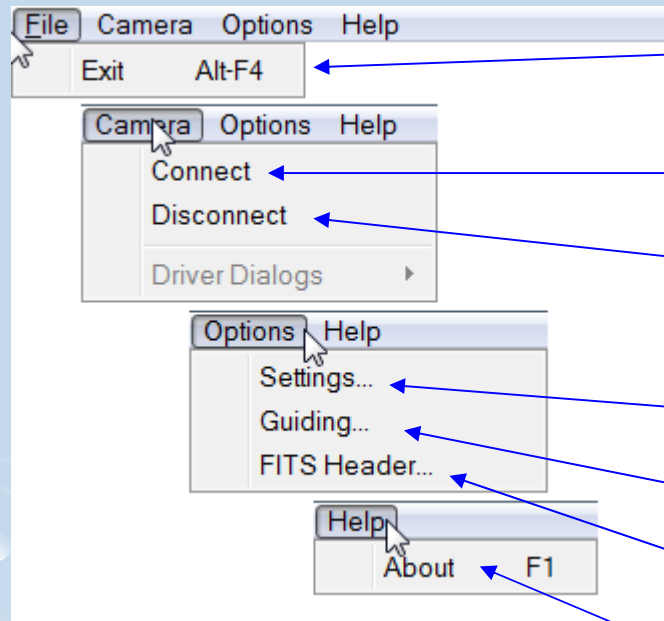 File Camera Options Help
Exit Alt-F4
Camera Options Help
Connect
Disconnect
Driver Dialogs
Options Help
Settings...
Guiding...
FITS Header...
Help
About F1